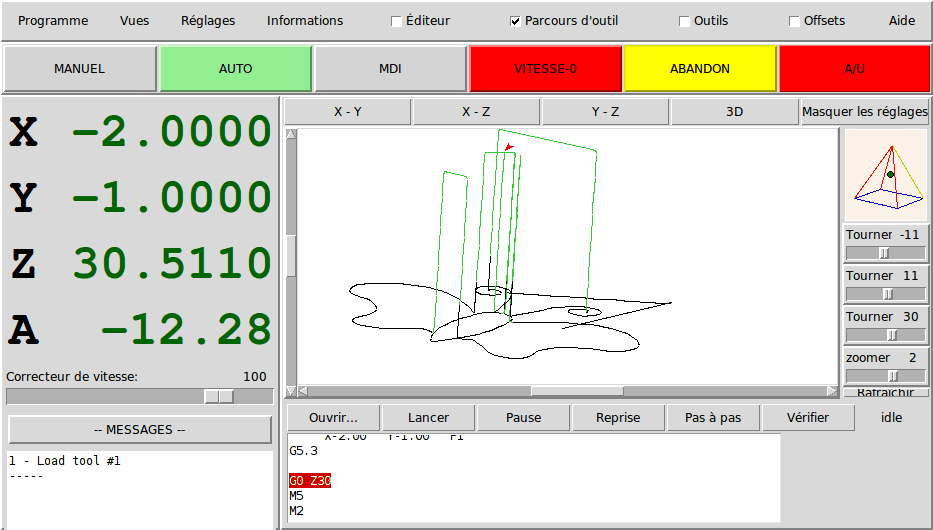 Programme Vues Réglages Informations Éditeur Parcours d'outil Outils Offsets Aide
MANUEL AUTO MDI VITESSE-0 ABANDON A/U
X - Y X - Z Y - Z 3D Masquer les réglages
X -2.0000
Y -1.0000
Z 30.5110
A -12.28
Tourner -11
Tourner 11
Tourner 30
zoomer 2
Rafraichir
Correcteur de vitesse: 100
-- MESSAGES --
1 - Load tool #1
-----
Ouvrir... Lancer Pause Reprise Pas à pas Vérifier idle
X-2.00 Y-1.00 F1
G5.3
G0 Z30
M5
M2